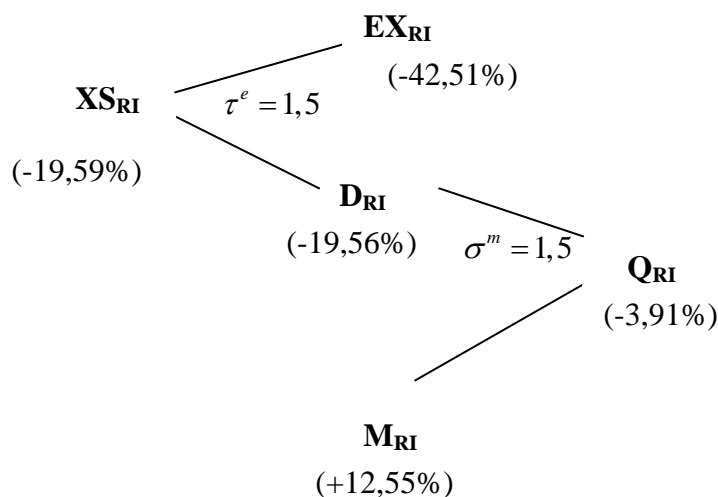 EX_RI
(-42,51%)
XS_RI
τ^e = 1,5
(-19,59%)
D_RI
(-19,56%)
σ^m = 1,5
Q_RI
(-3,91%)
M_RI
(+12,55%)